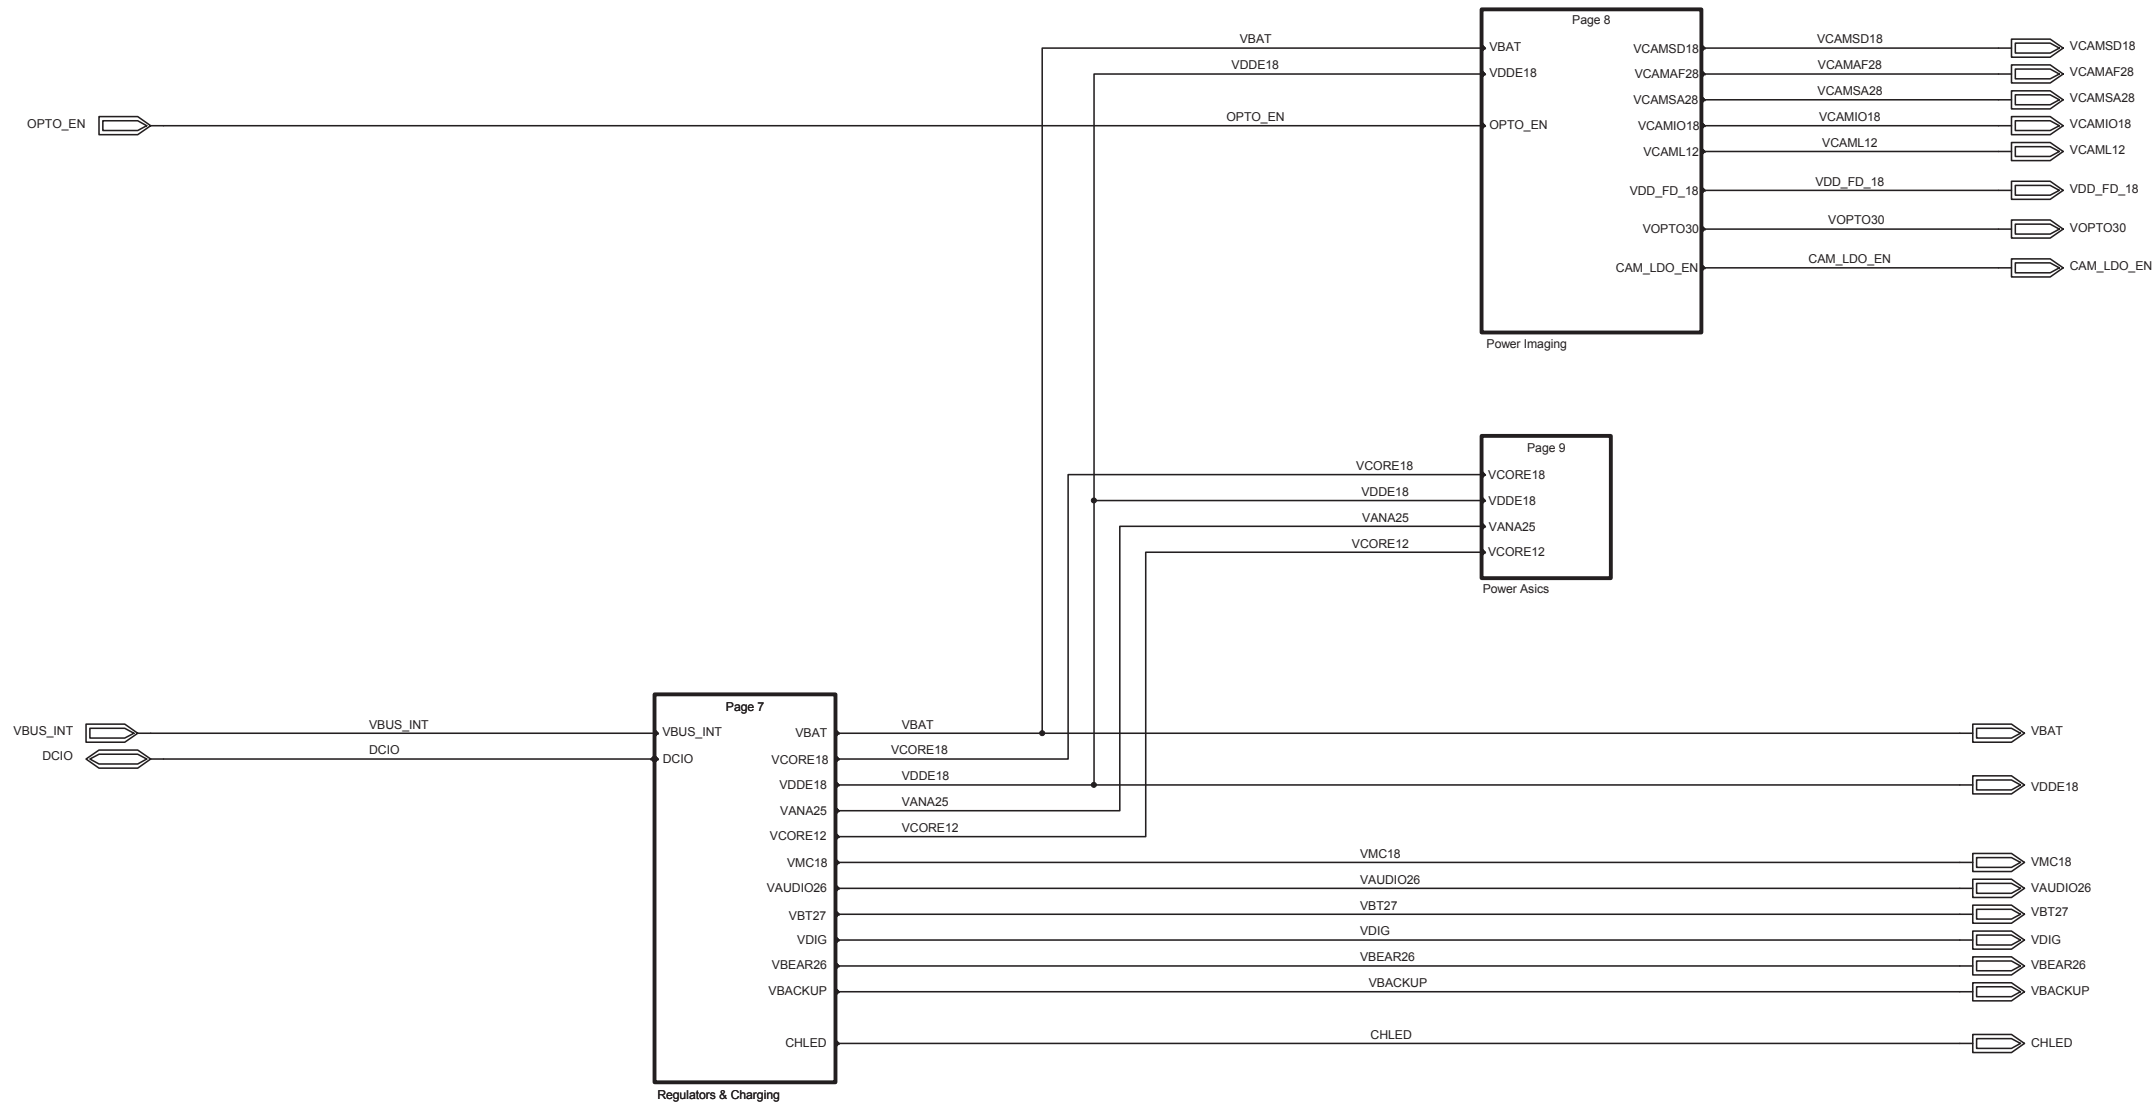 Page 8
VBAT VBAT VCAMSD18 VCAMSD18 VCAMSD18
VDDE18 VDDE18 VCAMAF28 VCAMAF28 VCAMAF28
VCAMSA28 VCAMSA28 VCAMSA28
OPTO_EN OPTO_EN OPTO_EN VCAMIO18 VCAMIO18 VCAMIO18
VCAML12 VCAML12 VCAML12
VDD_FD_18 VDD_FD_18 VDD_FD_18
VOPTO30 VOPTO30 VOPTO30
CAM_LDO_EN CAM_LDO_EN CAM_LDO_EN
Power Imaging
Page 9
VCORE18 VCORE18
VDDE18 VDDE18
VANA25 VANA25
VCORE12 VCORE12
Power Asics
Page 7
VBUS_INT VBUS_INT VBUS_INT VBAT VBAT VBAT
DCIO DCIO DCIO VCORE18 VCORE18
VDDE18 VDDE18 VDDE18
VANA25 VANA25
VCORE12 VCORE12
VMC18 VMC18 VMC18
VAUDIO26 VAUDIO26 VAUDIO26
VBT27 VBT27 VBT27
VDIG VDIG VDIG
VBEAR26 VBEAR26 VBEAR26
VBACKUP VBACKUP VBACKUP
CHLED CHLED CHLED
Regulators & Charging